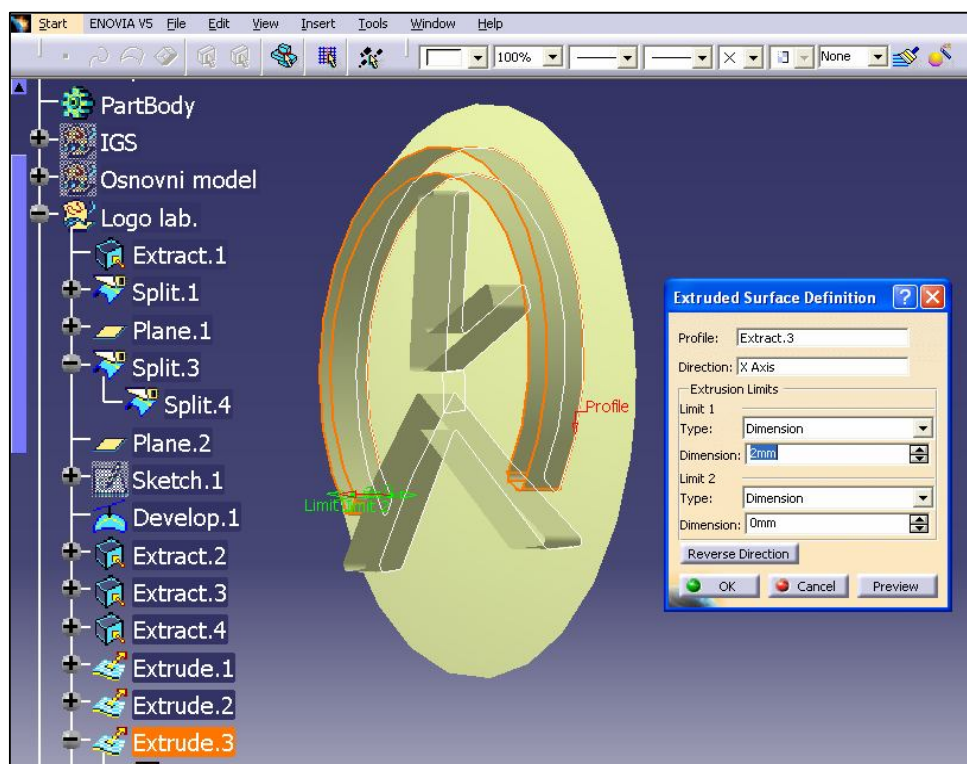 Start ENOVIA V5 File Edit View Insert Tools Window Help
100% None
PartBody
IGS
Osnovni model
Logo lab.
Extract.1
Split.1
Plane.1
Split.3
Split.4
Plane.2
Sketch.1
Develop.1
Extract.2
Extract.3
Extract.4
Extrude.1
Extrude.2
Extrude.3
Profile
Limit
Extruded Surface Definition
Profile: Extract.3
Direction: X Axis
Extrusion Limits
Limit 1
Type: Dimension
Dimension: 2mm
Limit 2
Type: Dimension
Dimension: 0mm
Reverse Direction
OK Cancel Preview